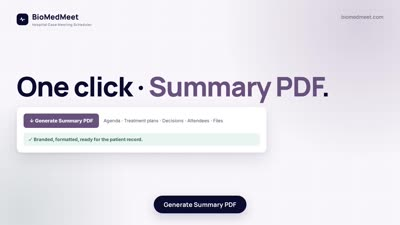 BioMedMeet
Hospital Case Meeting Scheduler
biomedmeet.com
One click · Summary PDF.
↓ Generate Summary PDF
Agenda · Treatment plans · Decisions · Attendees · Files
✓ Branded, formatted, ready for the patient record.
Generate Summary PDF